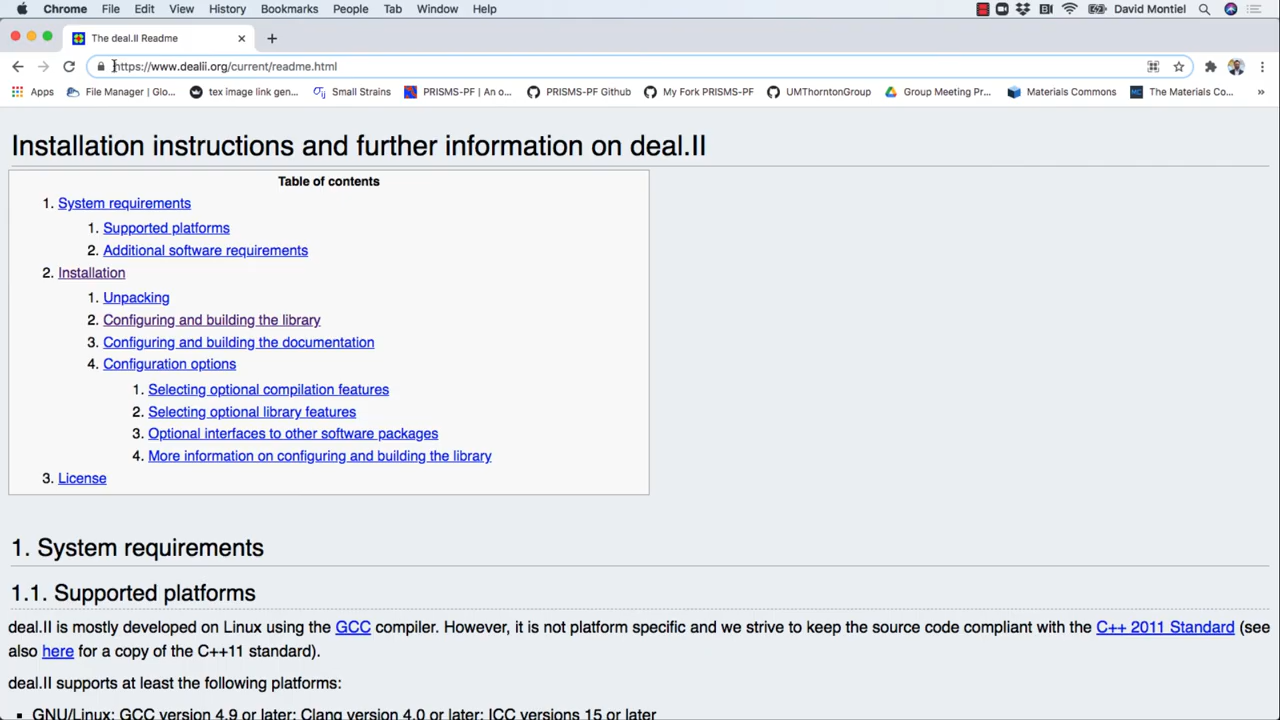 Chrome File Edit View History Bookmarks People Tab Window Help David Montiel
The deal.II Readme
https://www.dealii.org/current/readme.html
Apps File Manager | Glo... tex image link gen... Small Strains PRISMS-PF | An o... PRISMS-PF Github My Fork PRISMS-PF UMThorntonGroup Group Meeting Pr... Materials Commons The Materials Co... »
Installation instructions and further information on deal.II
Table of contents
1. System requirements
1. Supported platforms
2. Additional software requirements
2. Installation
1. Unpacking
2. Configuring and building the library
3. Configuring and building the documentation
4. Configuration options
1. Selecting optional compilation features
2. Selecting optional library features
3. Optional interfaces to other software packages
4. More information on configuring and building the library
3. License
1. System requirements
1.1. Supported platforms
deal.II is mostly developed on Linux using the GCC compiler. However, it is not platform specific and we strive to keep the source code compliant with the C++ 2011 Standard (see
also here for a copy of the C++11 standard).
deal.II supports at least the following platforms:
▪ GNU/Linux: GCC version 4.9 or later; Clang version 4.0 or later; ICC versions 15 or later